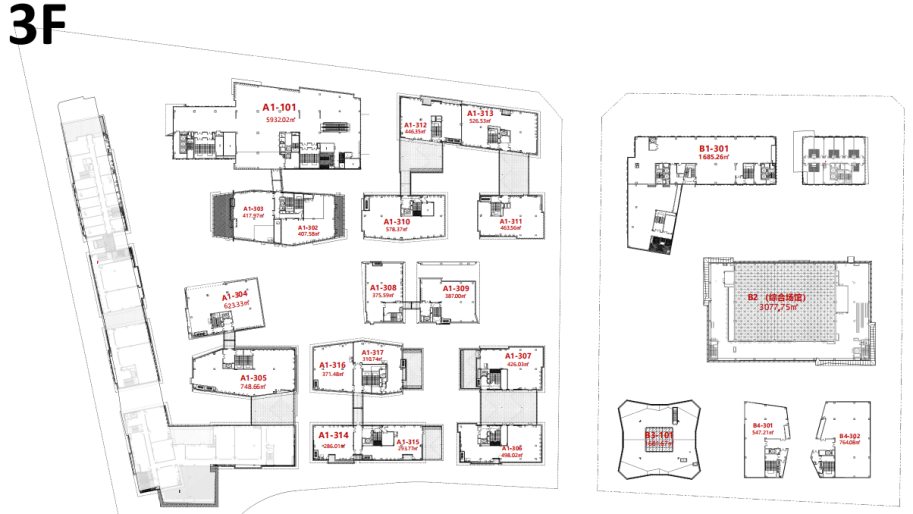 3F
A1-101
5932.02㎡
A1-312
446.35㎡
A1-313
526.53㎡
B1-301
1685.26㎡
A1-303
417.97㎡
A1-302
407.58㎡
A1-310
578.37㎡
A1-311
463.50㎡
A1-304
623.33㎡
A1-308
375.59㎡
A1-309
387.00㎡
B2 (综合场馆)
3077.75㎡
A1-305
748.66㎡
A1-316
371.48㎡
A1-317
310.74㎡
A1-307
426.03㎡
A1-314
286.01㎡
A1-315
293.77㎡
A1-306
498.02㎡
B3-101
B4-301
547.21㎡
B4-302
764.08㎡